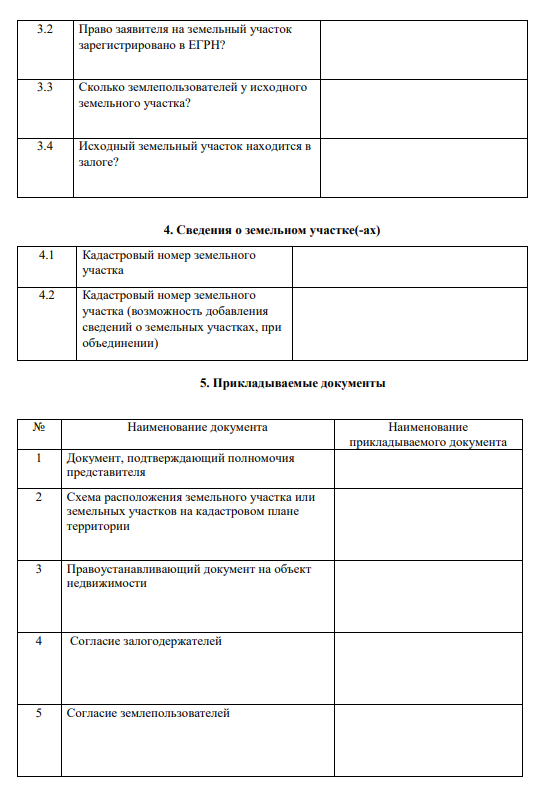 3.2 Право заявителя на земельный участок
зарегистрировано в ЕГРН?
3.3 Сколько землепользователей у исходного
земельного участка?
3.4 Исходный земельный участок находится в
залоге?
4. Сведения о земельном участке(-ах)
4.1 Кадастровый номер земельного
участка
4.2 Кадастровый номер земельного
участка (возможность добавления
сведений о земельных участках, при
объединении)
5. Прикладываемые документы
№ Наименование документа Наименование
прикладываемого документа
1 Документ, подтверждающий полномочия
представителя
2 Схема расположения земельного участка или
земельных участков на кадастровом плане
территории
3 Правоустанавливающий документ на объект
недвижимости
4 Согласие залогодержателей
5 Согласие землепользователей